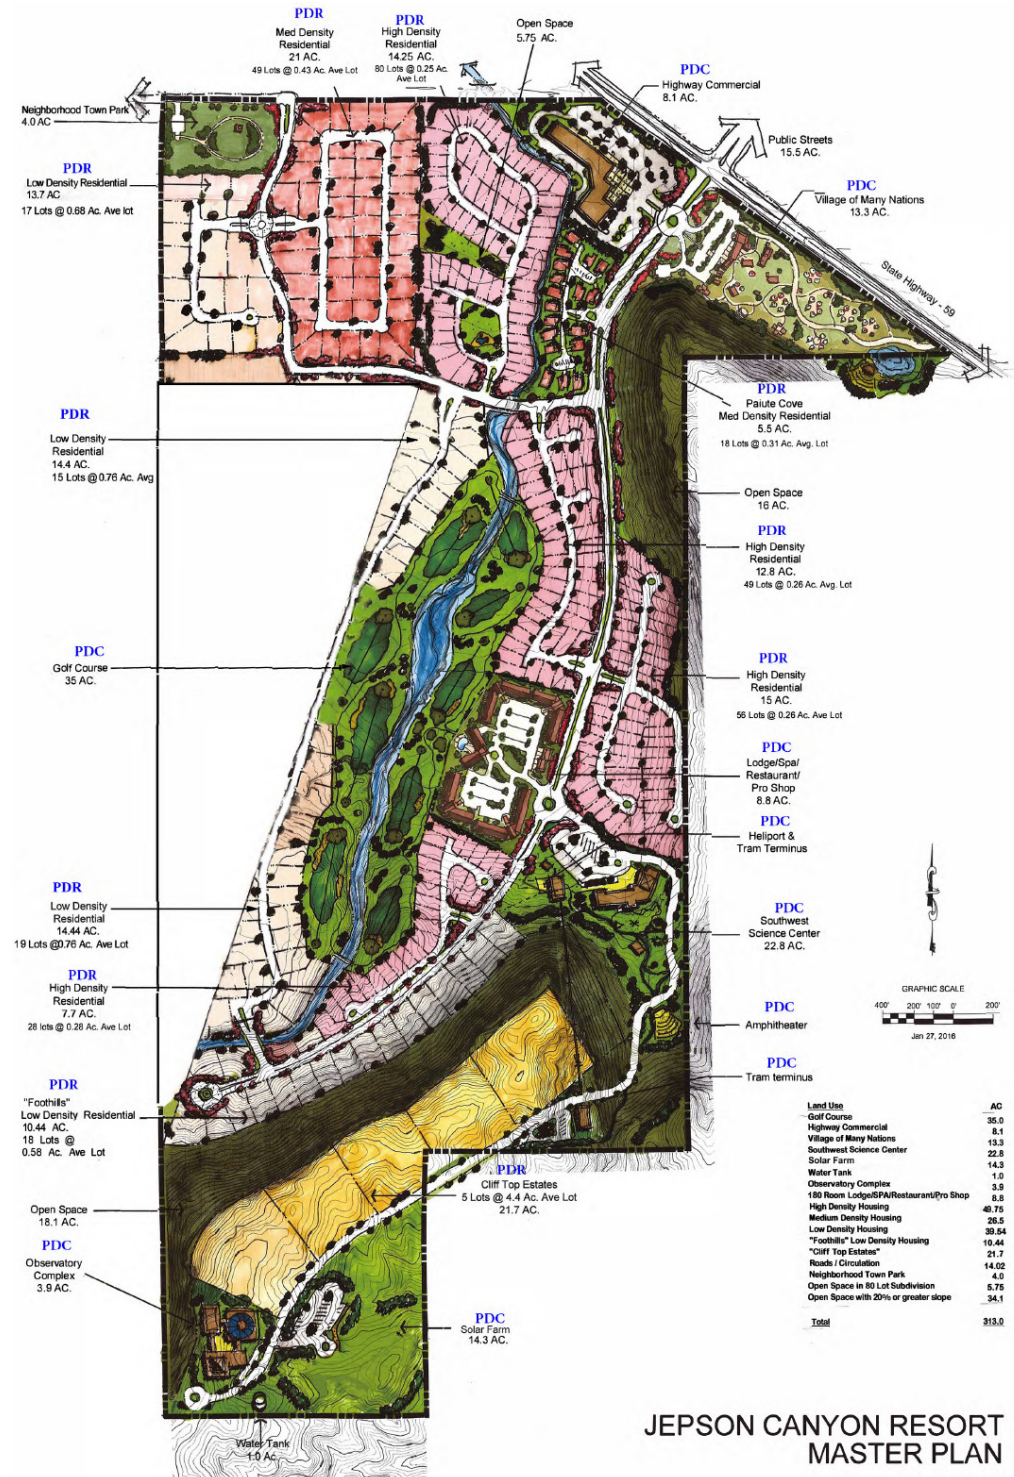 PDR
Med Density
Residential
21 AC.
49 Lots @ 0.43 Ac. Ave Lot
PDR
High Density
Residential
14.25 AC.
80 Lots @ 0.25 Ac.
Ave Lot
Open Space
5.75 AC.
PDC
Highway Commercial
8.1 AC.
Neighborhood Town Park
4.0 AC
Public Streets
15.5 AC.
PDR
Low Density Residential
13.7 AC
17 Lots @ 0.68 Ac. Ave lot
PDC
Village of Many Nations
13.3 AC.
State Highway - 59
PDR
Paiute Cove
Med Density Residential
5.5 AC.
18 Lots @ 0.31 Ac. Avg. Lot
PDR
Low Density
Residential
14.4 AC.
15 Lots @ 0.76 Ac. Avg
Open Space
16 AC.
PDR
High Density
Residential
12.8 AC.
49 Lots @ 0.26 Ac. Avg. Lot
PDC
Golf Course
35 AC.
PDR
High Density
Residential
15 AC.
56 Lots @ 0.26 Ac. Ave Lot
PDC
Lodge/Spa/
Restaurant/
Pro Shop
8.8 AC.
PDC
Heliport &
Tram Terminus
PDR
Low Density
Residential
14.44 AC.
19 Lots @0.76 Ac. Ave Lot
PDC
Southwest
Science Center
22.8 AC.
PDR
High Density
Residential
7.7 AC.
28 lots @ 0.28 Ac. Ave Lot
GRAPHIC SCALE
400' 200' 100' 0' 200'
Jan 27, 2016
PDC
Amphitheater
PDC
Tram terminus
PDR
"Foothills"
Low Density Residential
10.44 AC.
18 Lots @
0.58 Ac. Ave Lot
Land Use AC
Golf Course 35.0
Highway Commercial 8.1
Village of Many Nations 13.3
Southwest Science Center 22.8
Solar Farm 14.3
Water Tank 1.0
Observatory Complex 3.9
180 Room Lodge/SPA/Restaurant/Pro Shop 8.8
High Density Housing 49.75
Medium Density Housing 26.5
Low Density Housing 39.54
"Foothills" Low Density Housing 10.44
"Cliff Top Estates" 21.7
Roads / Circulation 14.02
Neighborhood Town Park 4.0
Open Space in 80 Lot Subdivision 5.75
Open Space with 20% or greater slope 34.1
Total 313.0
PDR
Cliff Top Estates
5 Lots @ 4.4 Ac. Ave Lot
21.7 AC.
Open Space
18.1 AC.
PDC
Observatory
Complex
3.9 AC.
PDC
Solar Farm
14.3 AC.
Water Tank
1.0 Ac
JEPSON CANYON RESORT
MASTER PLAN